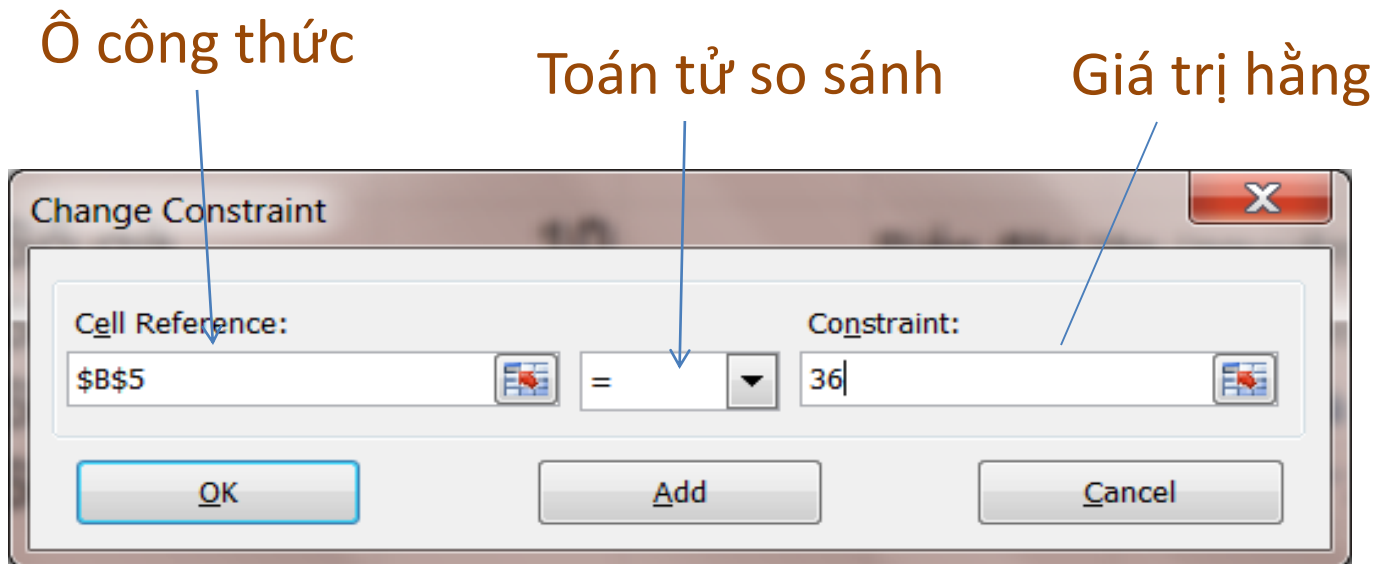 Ô công thức
Toán tử so sánh
Giá trị hằng
Change Constraint
Cell Reference:
Constraint:
$B$5
=
36
OK
Add
Cancel